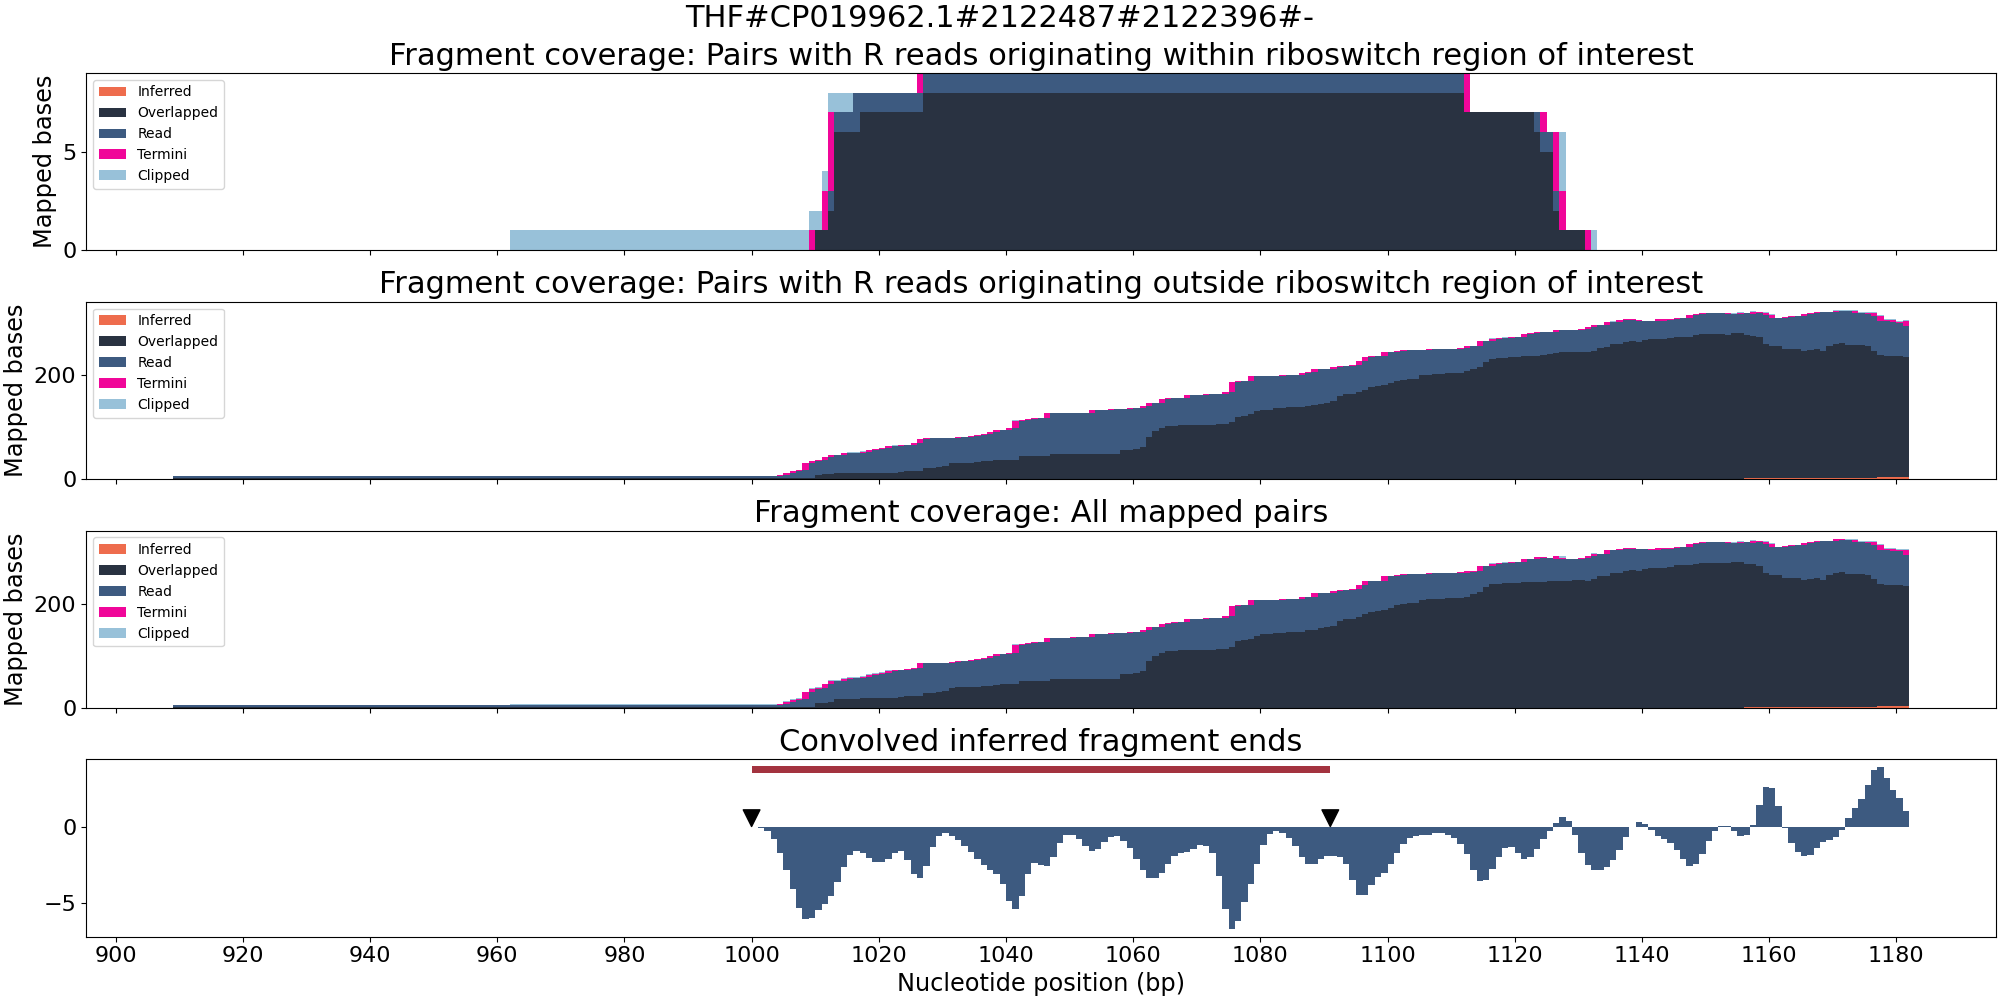 THF#CP019962.1#2122487#2122396#-
Fragment coverage: Pairs with R reads originating within riboswitch region of interest
Mapped bases
5
0
Inferred
Overlapped
Read
Termini
Clipped
Fragment coverage: Pairs with R reads originating outside riboswitch region of interest
Mapped bases
200
0
Inferred
Overlapped
Read
Termini
Clipped
Fragment coverage: All mapped pairs
Mapped bases
200
0
Inferred
Overlapped
Read
Termini
Clipped
Convolved inferred fragment ends
0
−5
900 920 940 960 980 1000 1020 1040 1060 1080 1100 1120 1140 1160 1180
Nucleotide position (bp)